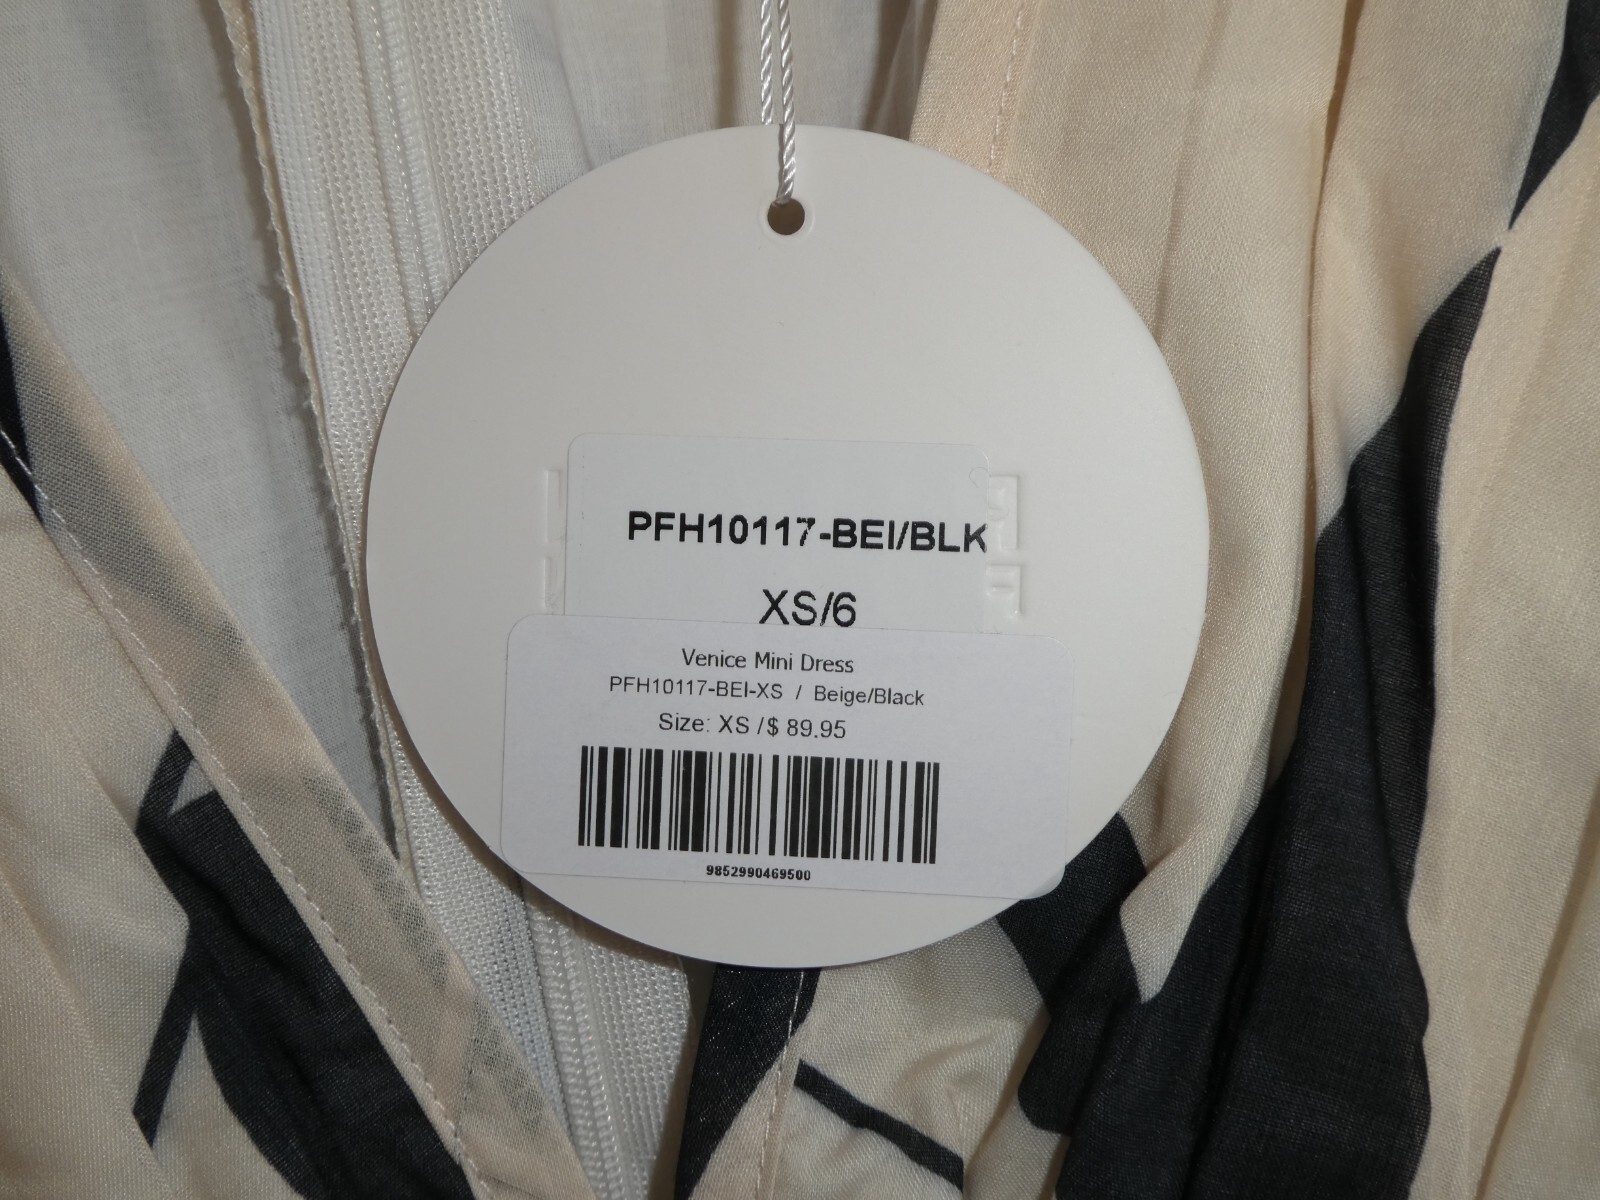 PFH10117-BEI/BLK
XS/6
Venice Mini Dress
PFH10117-BEI-XS / Beige/Black
Size: XS /$ 89.95
9852990469500